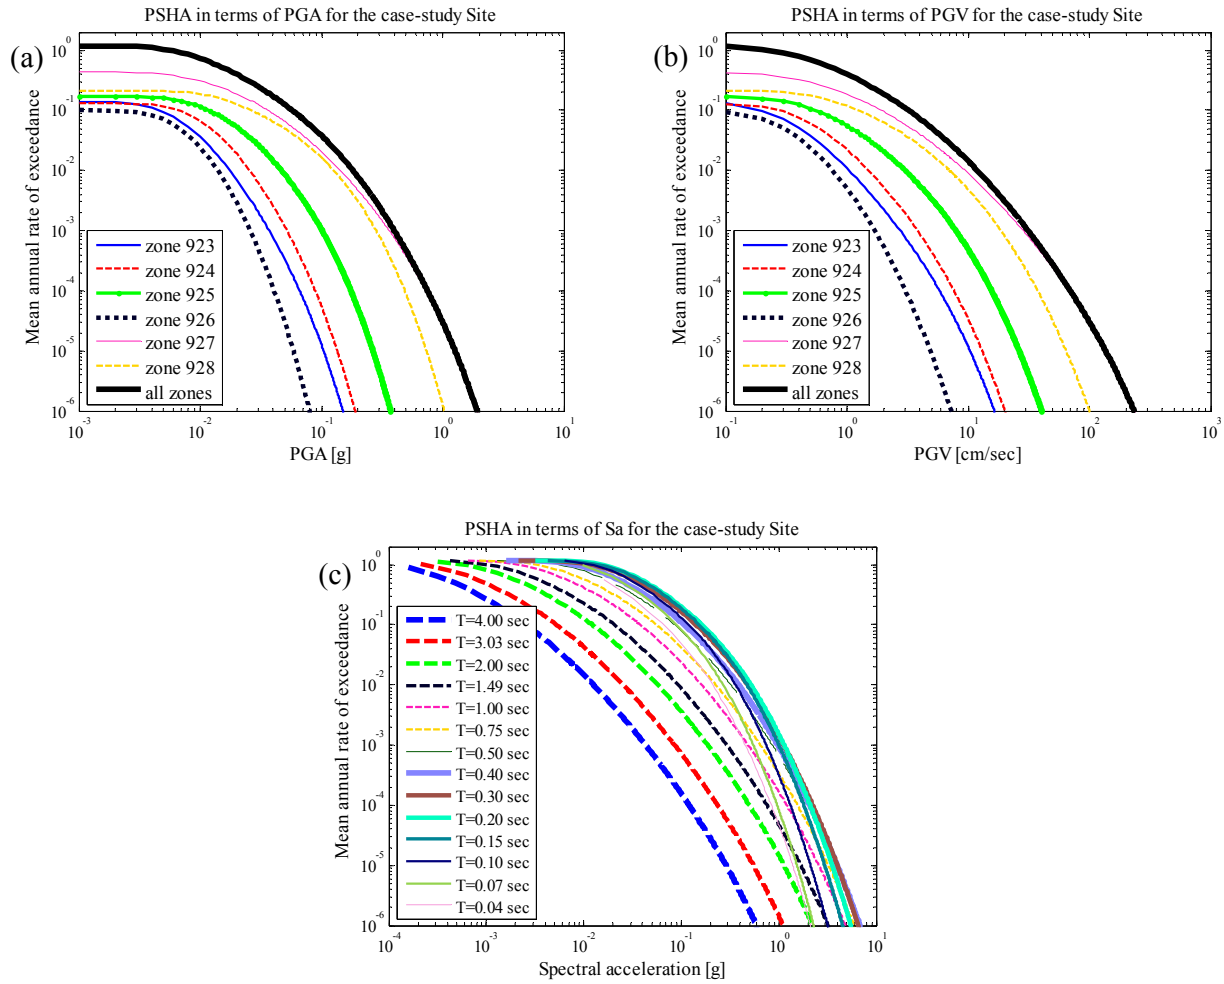 PSHA in terms of PGA for the case-study Site
(a)
Mean annual rate of exceedance
10^0
10^-1
10^-2
10^-3
10^-4
10^-5
10^-6
zone 923
zone 924
zone 925
zone 926
zone 927
zone 928
all zones
10^-3 10^-2 10^-1 10^0 10^1
PGA [g]
PSHA in terms of PGV for the case-study Site
(b)
Mean annual rate of exceedance
10^0
10^-1
10^-2
10^-3
10^-4
10^-5
10^-6
zone 923
zone 924
zone 925
zone 926
zone 927
zone 928
all zones
10^-1 10^0 10^1 10^2 10^3
PGV [cm/sec]
PSHA in terms of Sa for the case-study Site
(c)
Mean annual rate of exceedance
10^0
10^-1
10^-2
10^-3
10^-4
10^-5
10^-6
T=4.00 sec
T=3.03 sec
T=2.00 sec
T=1.49 sec
T=1.00 sec
T=0.75 sec
T=0.50 sec
T=0.40 sec
T=0.30 sec
T=0.20 sec
T=0.15 sec
T=0.10 sec
T=0.07 sec
T=0.04 sec
10^-4 10^-3 10^-2 10^-1 10^0 10^1
Spectral acceleration [g]